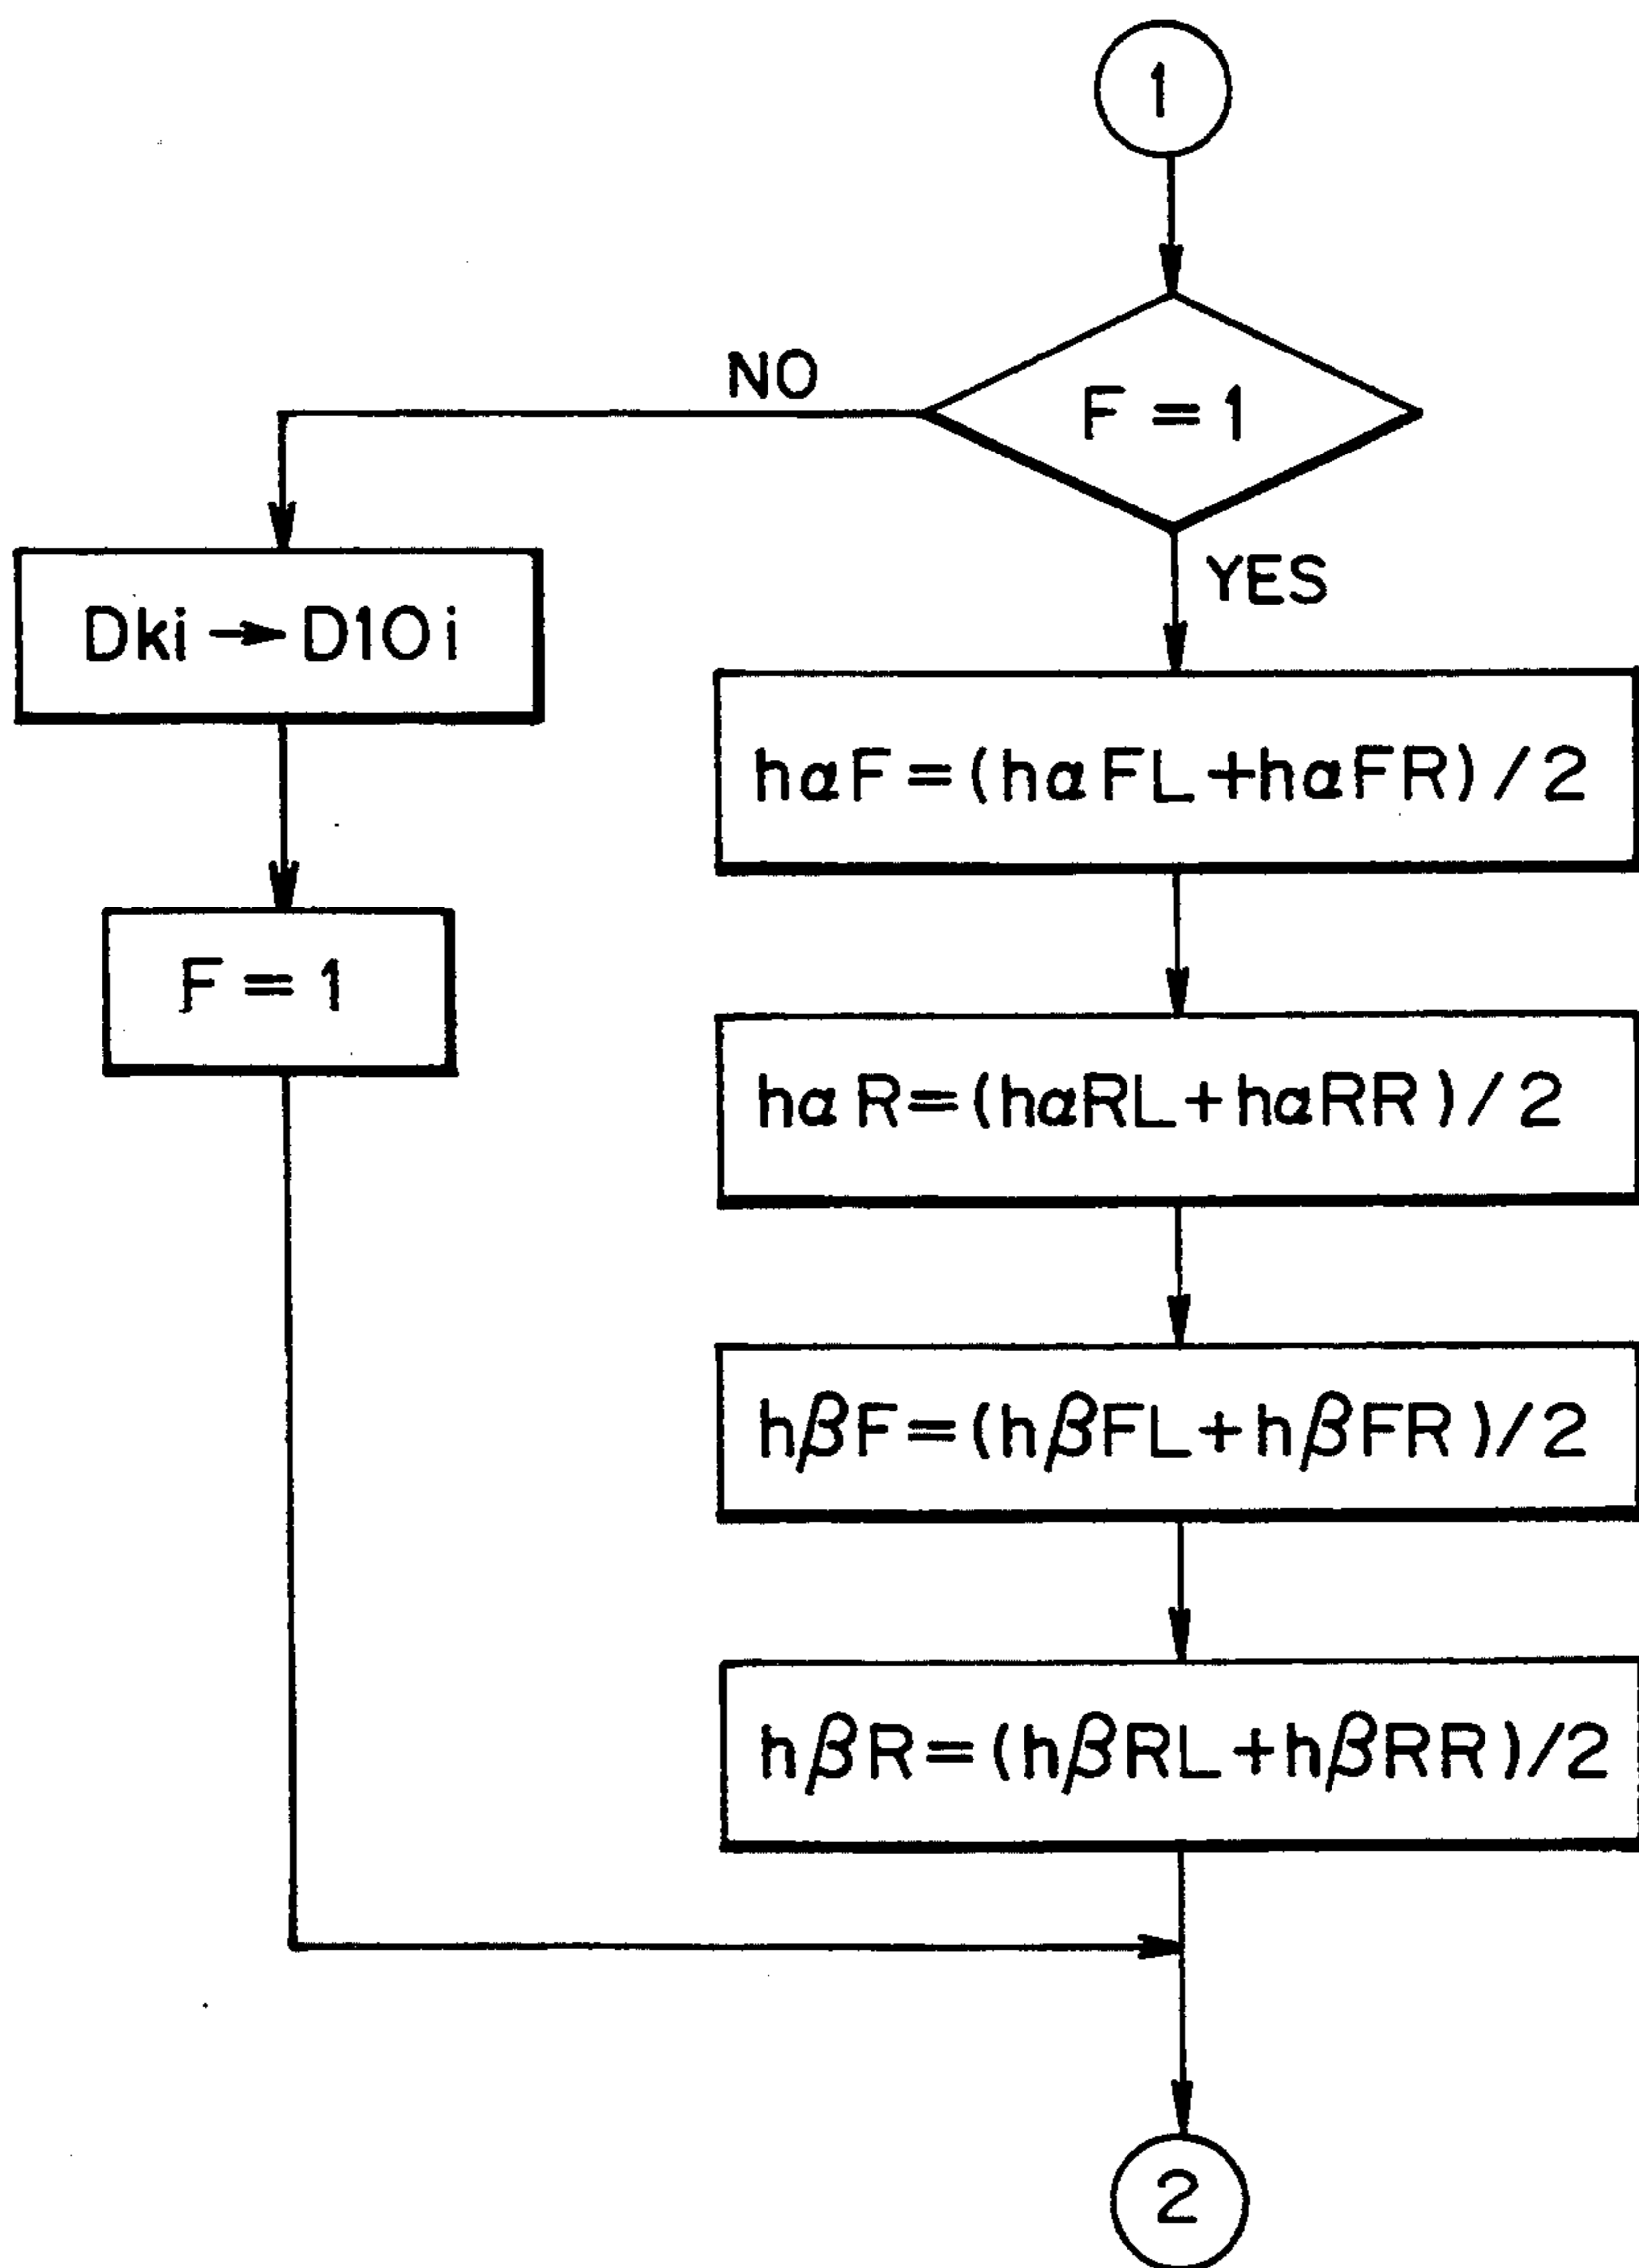 1
F=1
NO
YES
Dki→D10i
hαF=(hαFL+hαFR)/2
F=1
hαR=(hαRL+hαRR)/2
hβF=(hβFL+hβFR)/2
hβR=(hβRL+hβRR)/2
2